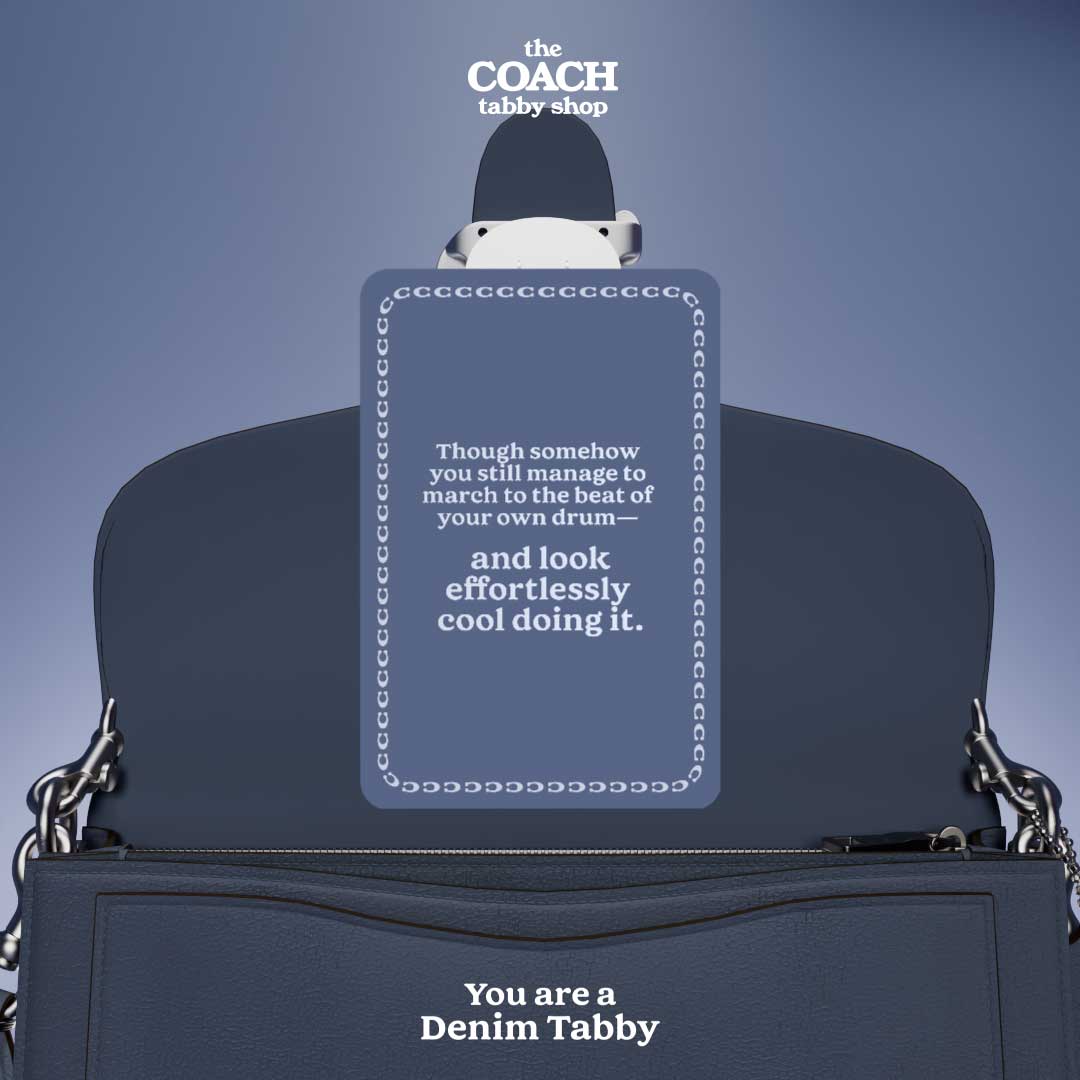 the
COACH
tabby shop
Though somehow
you still manage to
march to the beat of
your own drum—
and look
effortlessly
cool doing it.
You are a
Denim Tabby